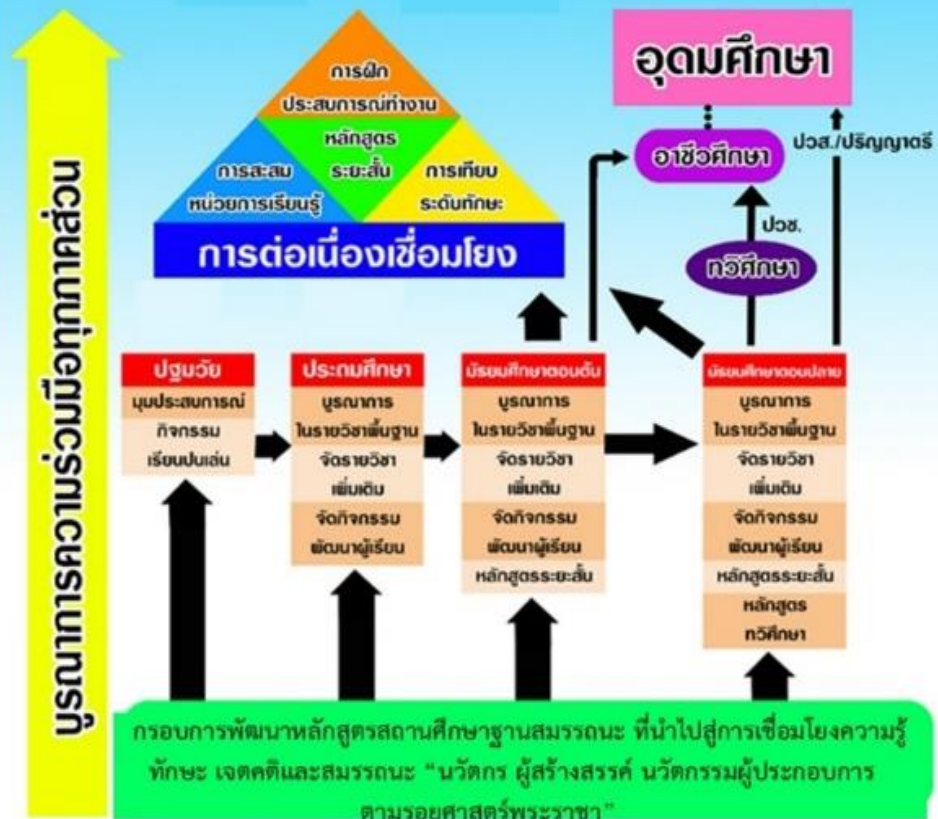 บูรณาการความร่วมมือทุกภาคส่วน
การฝึก
ประสบการณ์ทำงาน
การสะสม
หน่วยการเรียนรู้
หลักสูตร
ระยะสั้น
การเทียบ
ระดับทักษะ
การต่อเนื่องเชื่อมโยง
อุดมศึกษา
อาชีวศึกษา
ปวส./ปริญญาตรี
ปวช.
ทวิศึกษา
ปฐมวัย
มุมประสบการณ์
กิจกรรม
เรียนปนเล่น
ประถมศึกษา
บูรณาการ
ในรายวิชาพื้นฐาน
จัดรายวิชา
เพิ่มเติม
จัดกิจกรรม
พัฒนาผู้เรียน
มัธยมศึกษาตอนต้น
บูรณาการ
ในรายวิชาพื้นฐาน
จัดรายวิชา
เพิ่มเติม
จัดกิจกรรม
พัฒนาผู้เรียน
หลักสูตรระยะสั้น
มัธยมศึกษาตอนปลาย
บูรณาการ
ในรายวิชาพื้นฐาน
จัดรายวิชา
เพิ่มเติม
จัดกิจกรรม
พัฒนาผู้เรียน
หลักสูตรระยะสั้น
หลักสูตร
ทวิศึกษา
กรอบการพัฒนาหลักสูตรสถานศึกษาฐานสมรรถนะ ที่นำไปสู่การเชื่อมโยงความรู้
ทักษะ เจตคติและสมรรถนะ “นวัตกร ผู้สร้างสรรค์ นวัตกรรมผู้ประกอบการ
ตามรอยศาสตร์พระราชา”